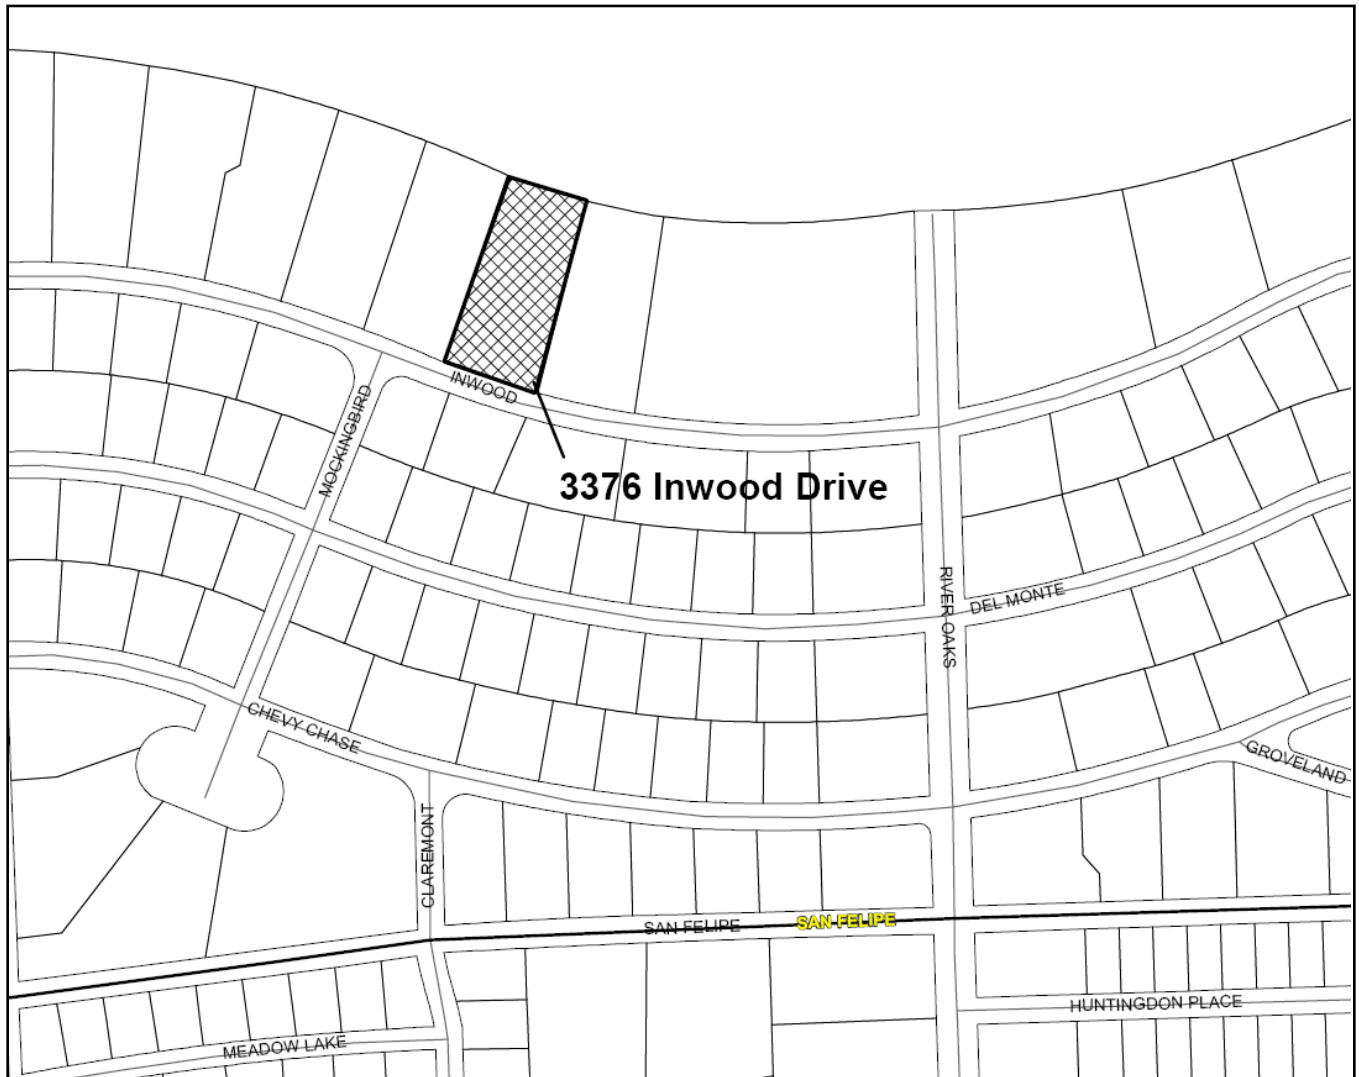 INWOOD
MOCKINGBIRD
3376 Inwood Drive
RIVER OAKS
DEL MONTE
CHEVY CHASE
GROVELAND
CLAREMONT
SAN FELIPE
SAN FELIPE
HUNTINGDON PLACE
MEADOW LAKE